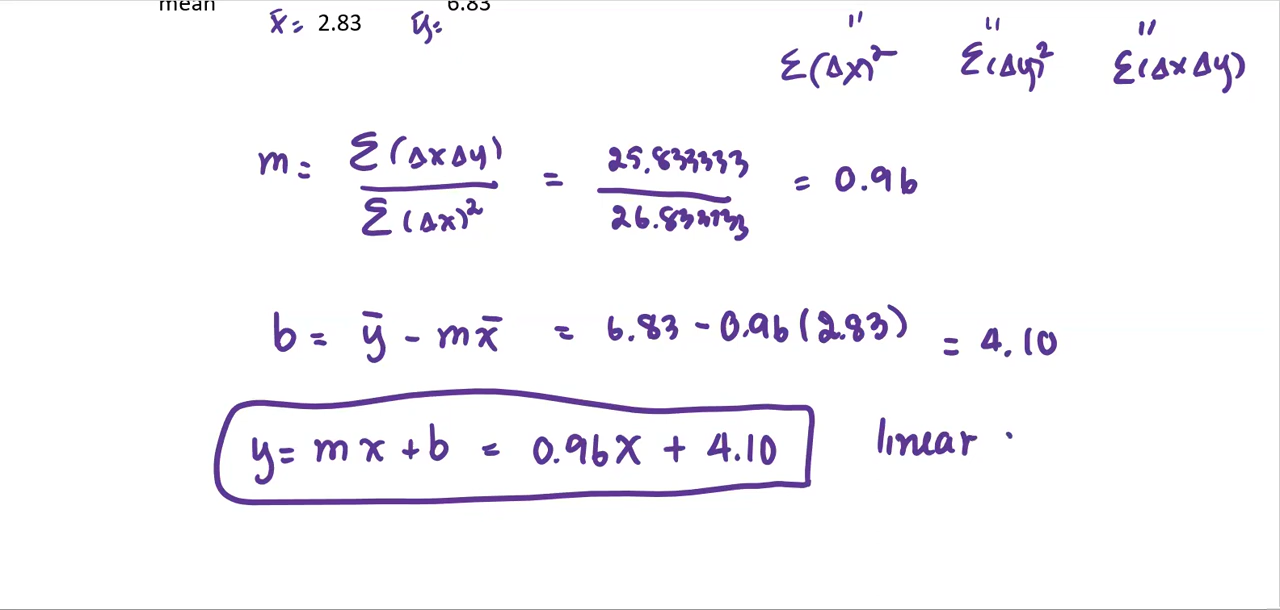 mean 6.83
x̄= 2.83 ȳ=
" " "
Σ(Δx)² Σ(Δy)² Σ(ΔxΔy)
m = Σ(ΔxΔy) / Σ(Δx)² = 25.833333 / 26.833333 = 0.96
b = ȳ - mx̄ = 6.83 - 0.96(2.83) = 4.10
y = mx + b = 0.96x + 4.10 linear